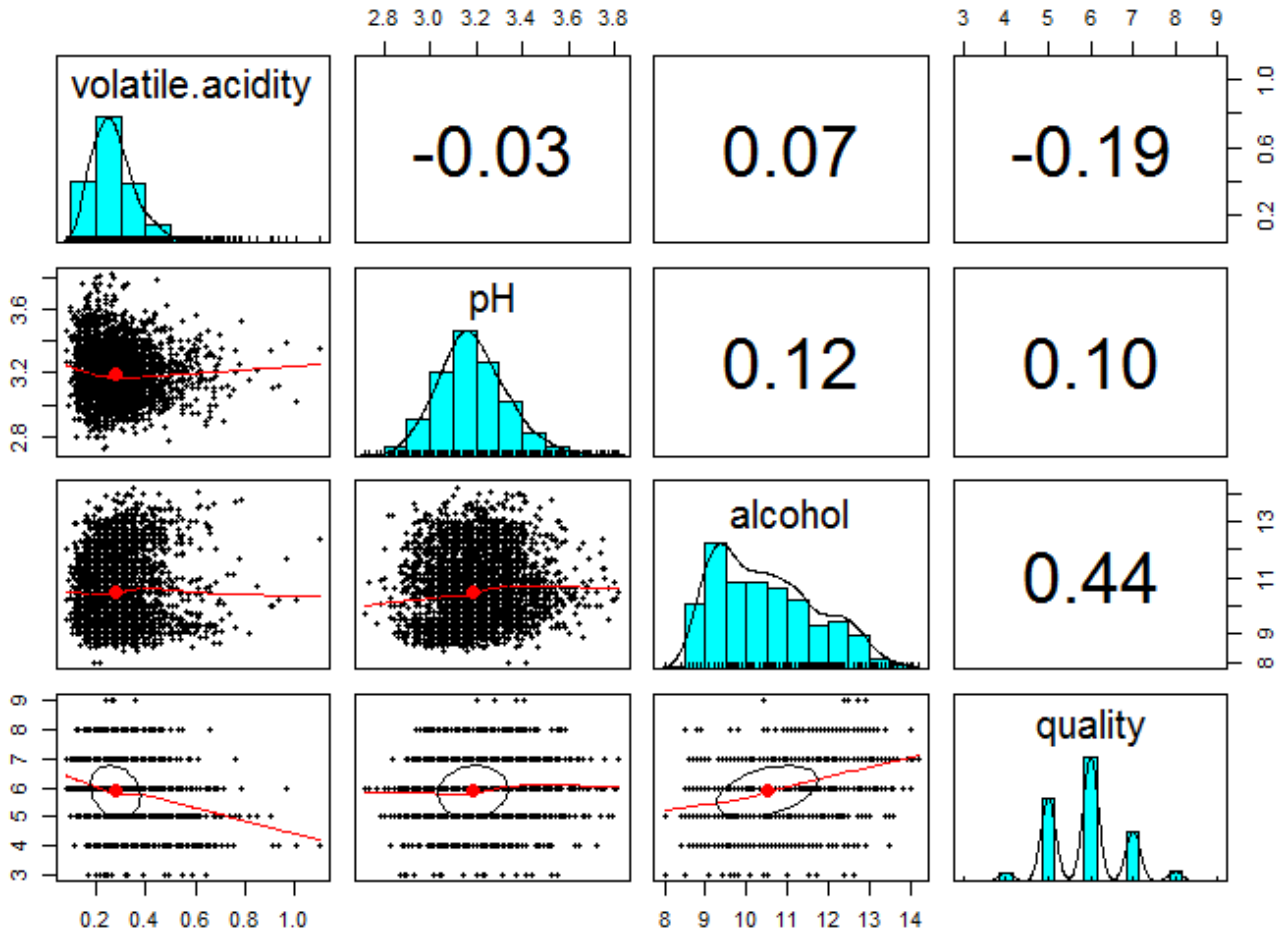 2.8 3.0 3.2 3.4 3.6 3.8
3 4 5 6 7 8 9
volatile.acidity
-0.03
0.07
-0.19
0.2 0.6 1.0
2.8 3.2 3.6
pH
0.12
0.10
alcohol
0.44
8 9 11 13
3 4 5 6 7 8 9
quality
0.2 0.4 0.6 0.8 1.0
8 9 10 11 12 13 14